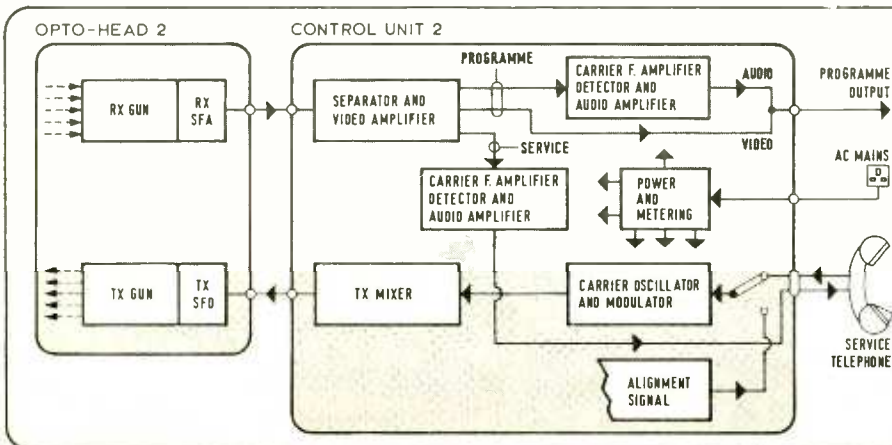 OPTO-HEAD 2
CONTROL UNIT 2
PROGRAMME
RX GUN
RX
SFA
SEPARATOR AND
VIDEO AMPLIFIER
CARRIER F. AMPLIFIER
DETECTOR AND
AUDIO AMPLIFIER
AUDIO
VIDEO
PROGRAMME
OUTPUT
SERVICE
CARRIER F. AMPLIFIER
DETECTOR AND
AUDIO AMPLIFIER
POWER
AND
METERING
AC MAINS
TX GUN
TX
SFD
TX MIXER
CARRIER OSCILLATOR
AND MODULATOR
SERVICE
TELEPHONE
ALIGNMENT
SIGNAL